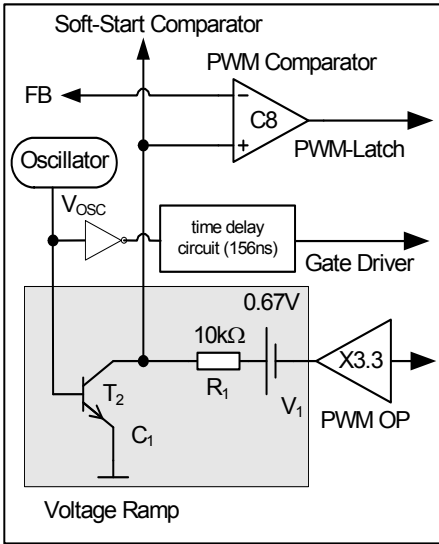 Soft-Start Comparator
PWM Comparator
FB
C8
Oscillator
PWM-Latch
VOSC
time delay
circuit (156ns)
Gate Driver
0.67V
10kΩ
X3.3
T2
R1
V1
C1
PWM OP
Voltage Ramp